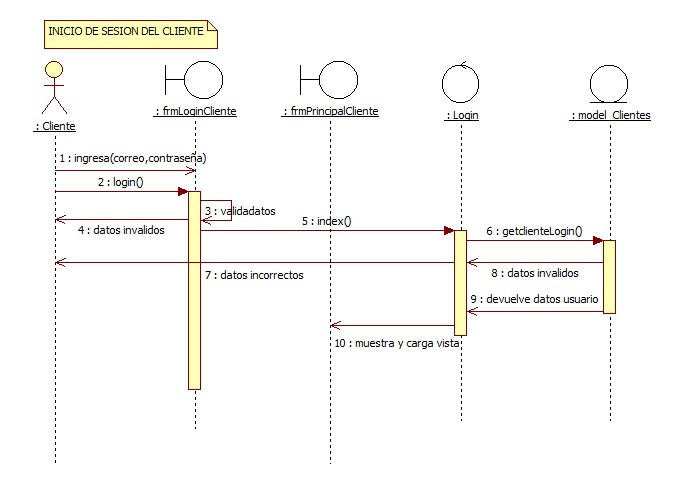 INICIO DE SESION DEL CLIENTE
: Cliente
: frmLoginCliente
: frmPrincipalCliente
: Login
: model_Clientes
1 : ingresa(correo,contraseña)
2 : login()
3 : validadatos
4 : datos invalidos
5 : index()
6 : getclienteLogin()
7 : datos incorrectos
8 : datos invalidos
9 : devuelve datos usuario
10 : muestra y carga vista